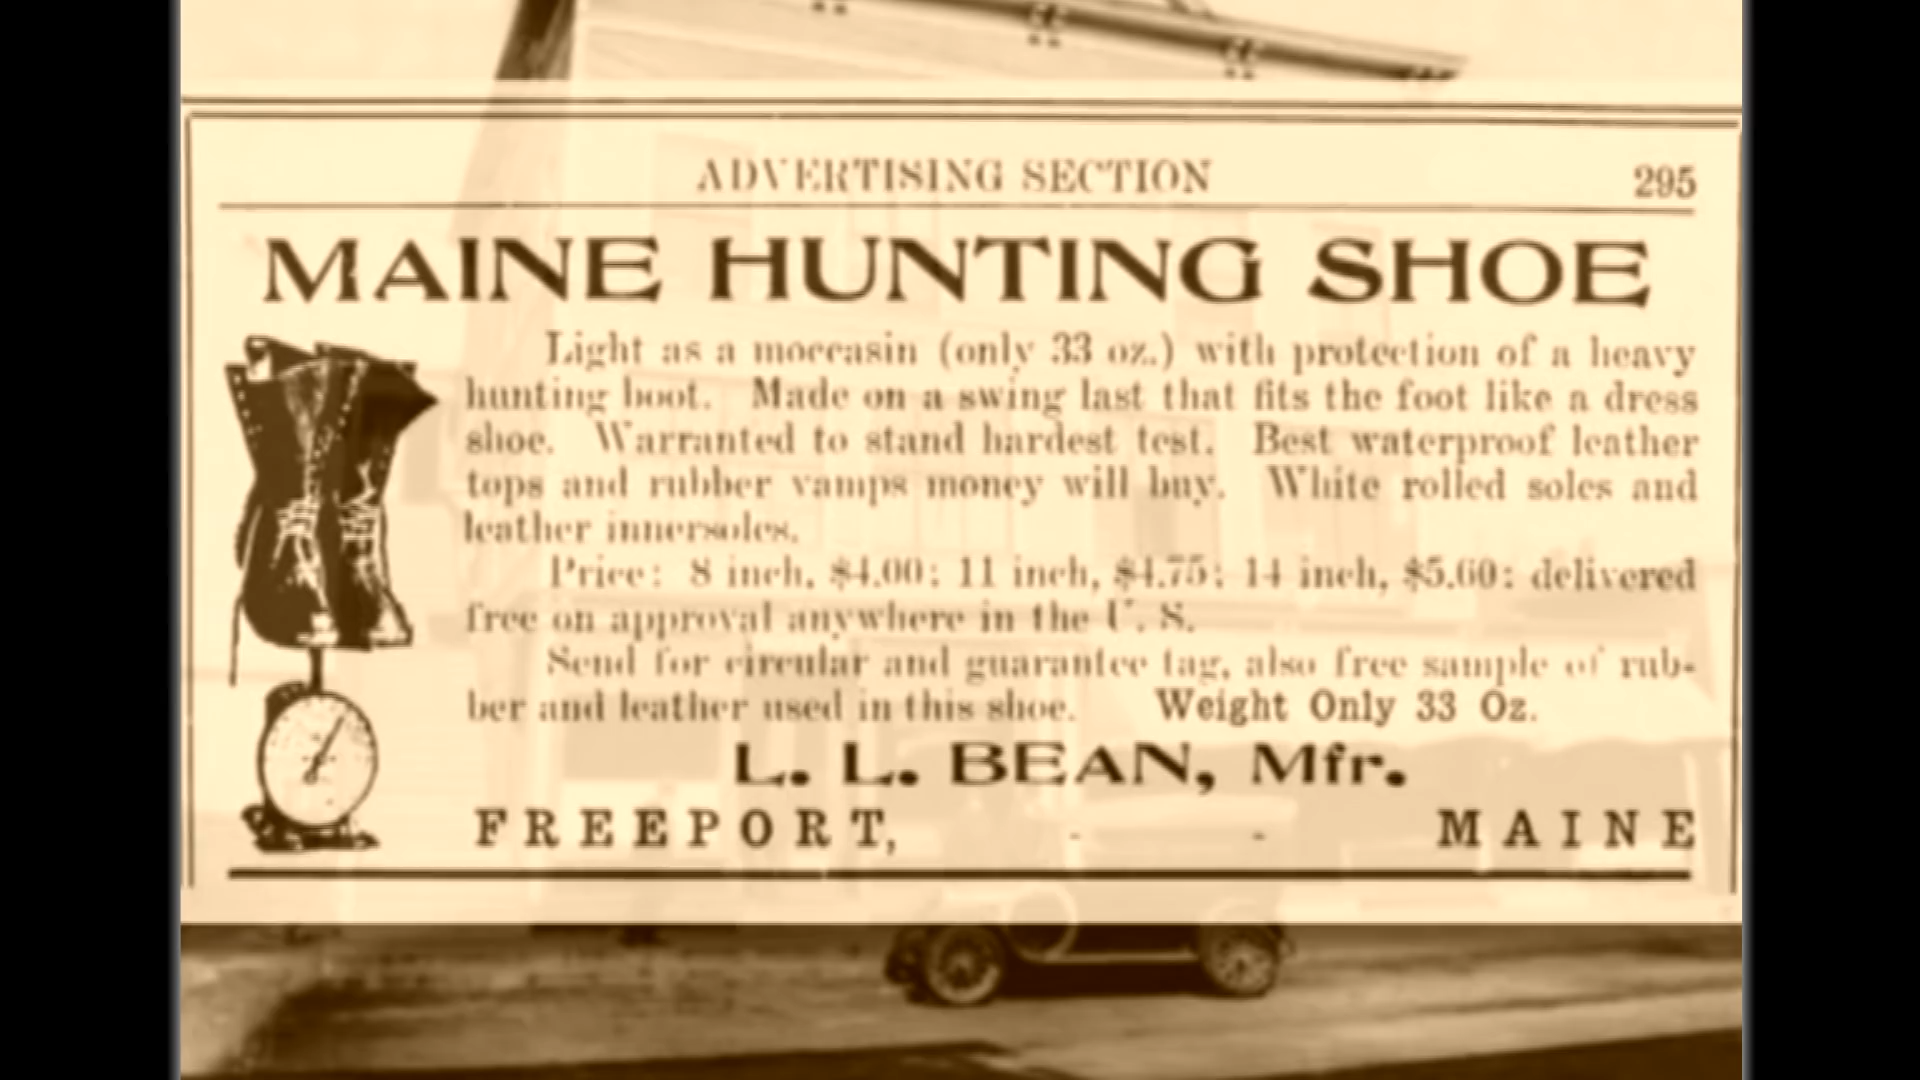 ADVERTISING SECTION 295
MAINE HUNTING SHOE
Light as a moccasin (only 33 oz.) with protection of a heavy
hunting boot. Made on a swing last that fits the foot like a dress
shoe. Warranted to stand hardest test. Best waterproof leather
tops and rubber vamps money will buy. White rolled soles and
leather innersoles.
Price: 8 inch, $4.00; 11 inch, $4.75; 14 inch, $5.60; delivered
free on approval anywhere in the U. S.
Send for circular and guarantee tag, also free sample of rub-
ber and leather used in this shoe. Weight Only 33 Oz.
L. L. BEAN, Mfr.
FREEPORT, - - MAINE